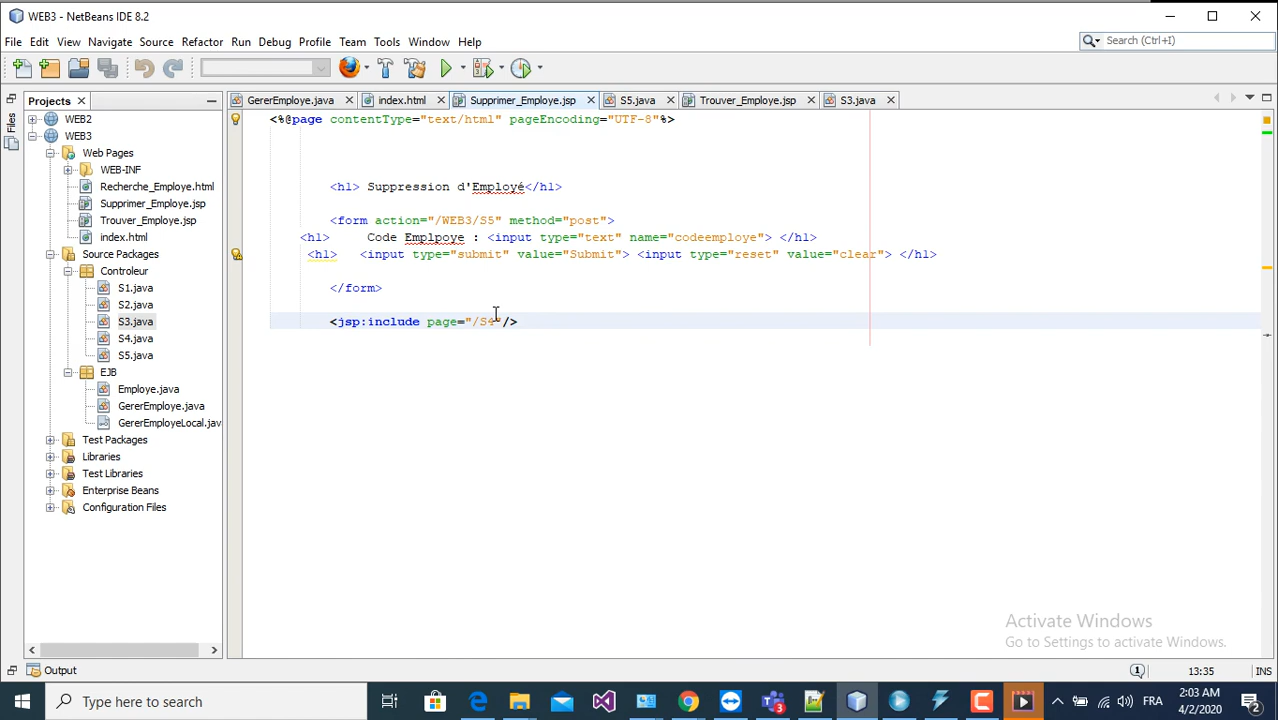 WEB3 - NetBeans IDE 8.2
File Edit View Navigate Source Refactor Run Debug Profile Team Tools Window Help
Search (Ctrl+I)
Files
Projects
GererEmploye.java index.html Supprimer_Employe.jsp S5.java Trouver_Employe.jsp S3.java
WEB2
WEB3
Web Pages
WEB-INF
Recherche_Employe.html
Supprimer_Employe.jsp
Trouver_Employe.jsp
index.html
Source Packages
Controleur
S1.java
S2.java
S3.java
S4.java
S5.java
EJB
Employe.java
GererEmploye.java
GererEmployeLocal.jav
Test Packages
Libraries
Test Libraries
Enterprise Beans
Configuration Files
<%@page contentType="text/html" pageEncoding="UTF-8"%>
<h1> Suppression d'Employé</h1>
<form action="/WEB3/S5" method="post">
<h1> Code Emplpoye : <input type="text" name="codeemploye"> </h1>
<h1> <input type="submit" value="Submit"> <input type="reset" value="clear"> </h1>
</form>
<jsp:include page="/S4"/>
Activate Windows
Go to Settings to activate Windows.
Output
1
13:35
INS
Type here to search
3
FRA
2:03 AM
4/2/2020
2